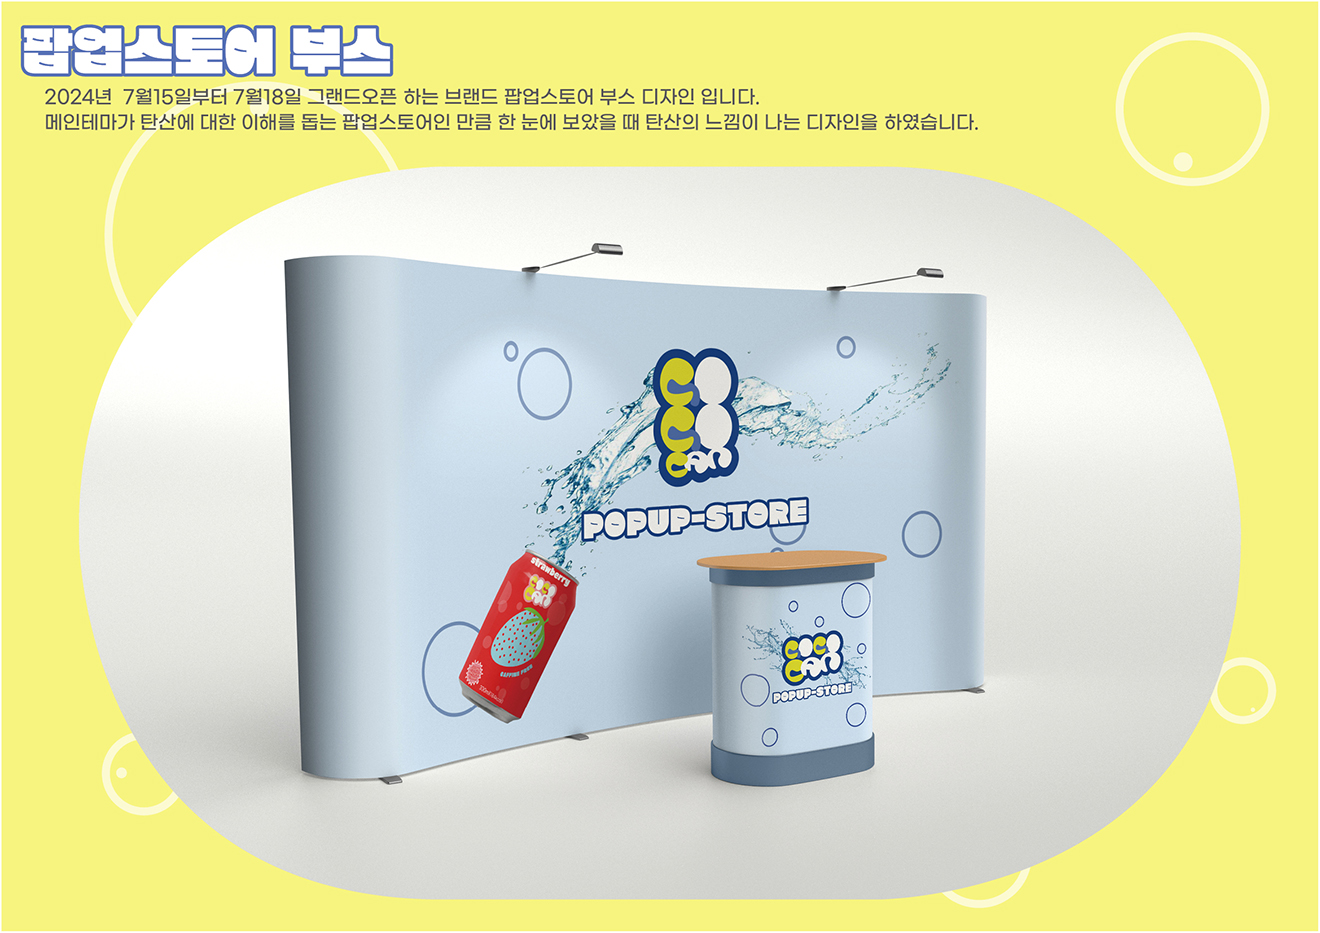 팝업스토어 부스
2024년 7월15일부터 7월18일 그랜드오픈 하는 브랜드 팝업스토어 부스 디자인 입니다.
메인테마가 탄산에 대한 이해를 돕는 팝업스토어인 만큼 한 눈에 보았을 때 탄산의 느낌이 나는 디자인을 하였습니다.
CAN
POPUP-STORE
strawberry
CAN
COCO
CAN
POPUP-STORE